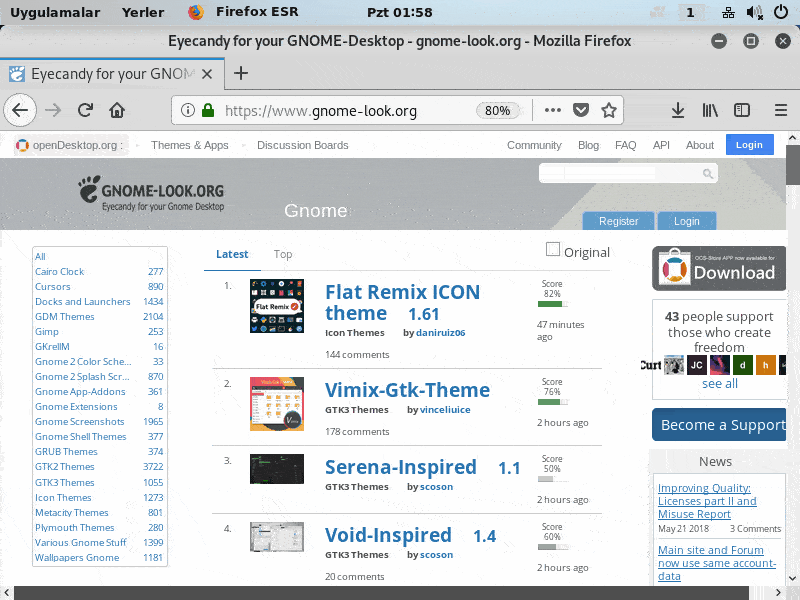 Uygulamalar Yerler Firefox ESR Pzt 01:58 1
Eyecandy for your GNOME-Desktop - gnome-look.org - Mozilla Firefox
Eyecandy for your GNOM
https://www.gnome-look.org 80%
openDesktop.org : Themes & Apps Discussion Boards Community Blog FAQ API About Login
GNOME-LOOK.ORG
Eyecandy for your Gnome Desktop
Gnome
Register Login
All
Cairo Clock 277
Cursors 890
Docks and Launchers 1434
GDM Themes 2104
Gimp 253
GKrellM 16
Gnome 2 Color Sche... 33
Gnome 2 Splash Scr... 870
Gnome App-Addons 361
Gnome Extensions 8
Gnome Screenshots 1965
Gnome Shell Themes 377
GRUB Themes 374
GTK2 Themes 3722
GTK3 Themes 1055
Icon Themes 1273
Metacity Themes 801
Plymouth Themes 280
Various Gnome Stuff 1399
Wallpapers Gnome 1181
Latest Top Original
1.
Flat Remix
Flat Remix ICON
theme 1.61
Icon Themes by daniruiz06
144 comments
Score
82%
47 minutes
ago
2.
Vimix-Gtk-Theme
GTK3 Themes by vinceliuice
178 comments
Score
76%
2 hours ago
3.
Serena-Inspired 1.1
GTK3 Themes by scoson
Score
50%
2 hours ago
4.
Void-Inspired 1.4
GTK3 Themes by scoson
20 comments
Score
60%
2 hours ago
OCS-Store APP now available for
Download
43 people support
those who create
freedom
Curt JC d h
see all
Become a Support
News
Improving Quality:
Licenses part II and
Misuse Report
May 21 2018 3 Comments
Main site and Forum
now use same account-
data